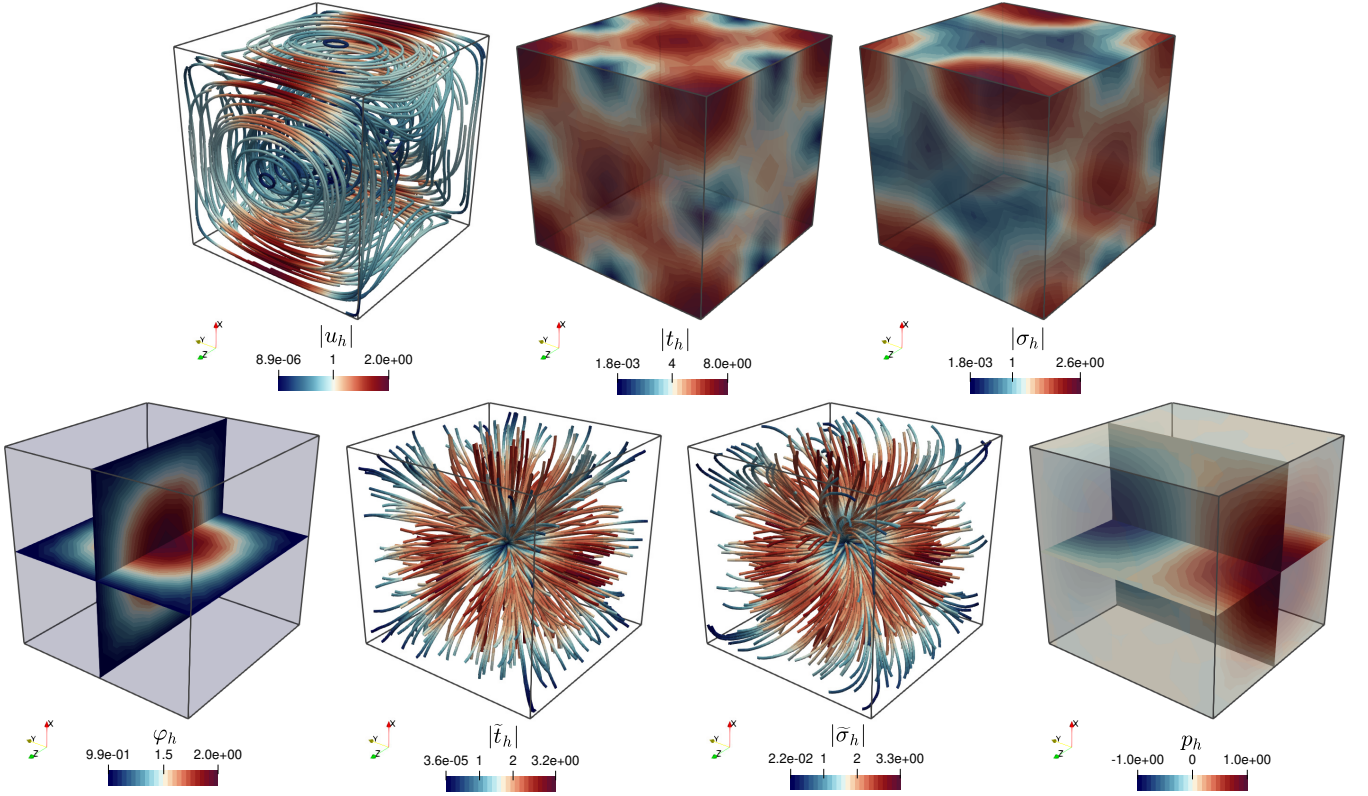 X
Y
Z
|u_h|
8.9e-06 1 2.0e+00
X
Y
Z
|t_h|
1.8e-03 4 8.0e+00
X
Y
Z
|σ_h|
1.8e-03 1 2.6e+00
X
Y
Z
φ_h
9.9e-01 1.5 2.0e+00
X
Y
Z
|t̃_h|
3.6e-05 1 2 3.2e+00
X
Y
Z
|σ̃_h|
2.2e-02 1 2 3.3e+00
X
Y
Z
p_h
-1.0e+00 0 1.0e+00